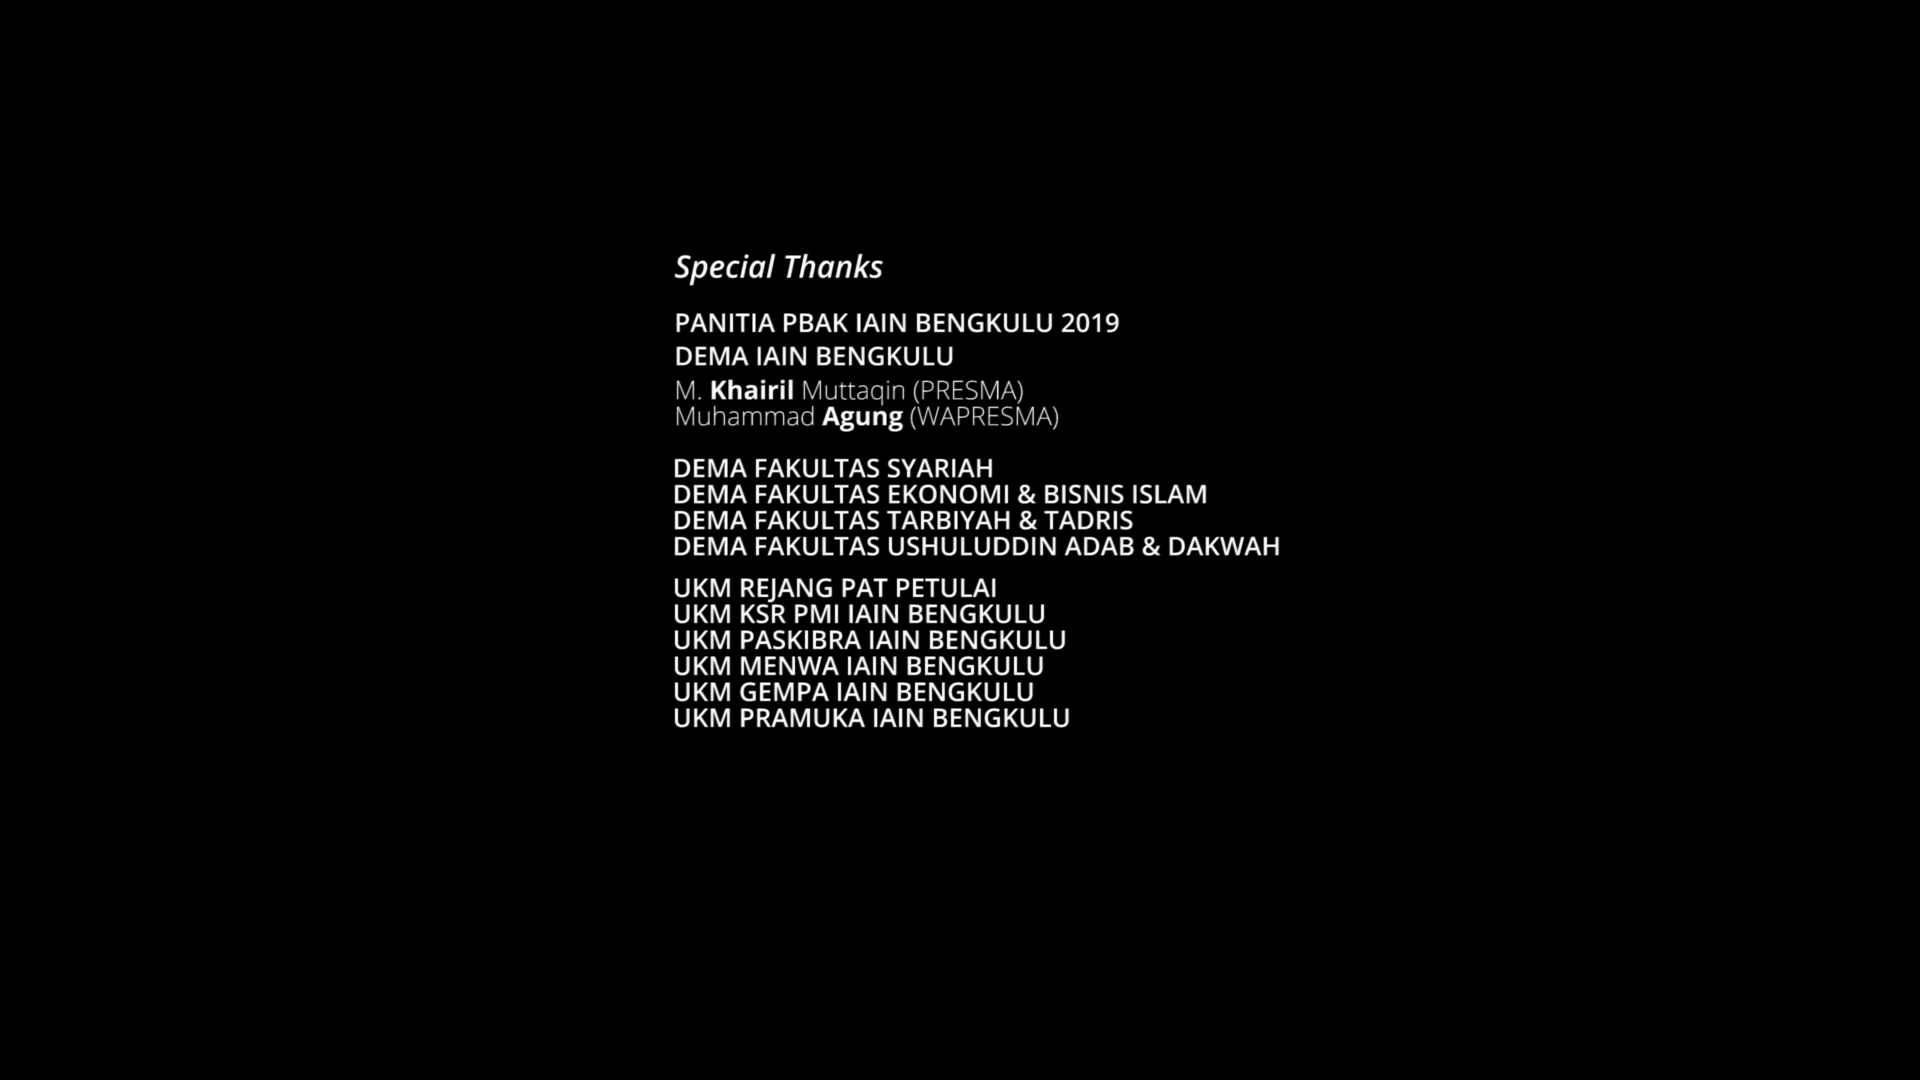 Special Thanks
PANITIA PBAK IAIN BENGKULU 2019
DEMA IAIN BENGKULU
M. Khairil Muttaqin (PRESMA)
Muhammad Agung (WAPRESMA)
DEMA FAKULTAS SYARIAH
DEMA FAKULTAS EKONOMI & BISNIS ISLAM
DEMA FAKULTAS TARBIYAH & TADRIS
DEMA FAKULTAS USHULUDDIN ADAB & DAKWAH
UKM REJANG PAT PETULAI
UKM KSR PMI IAIN BENGKULU
UKM PASKIBRA IAIN BENGKULU
UKM MENWA IAIN BENGKULU
UKM GEMPA IAIN BENGKULU
UKM PRAMUKA IAIN BENGKULU